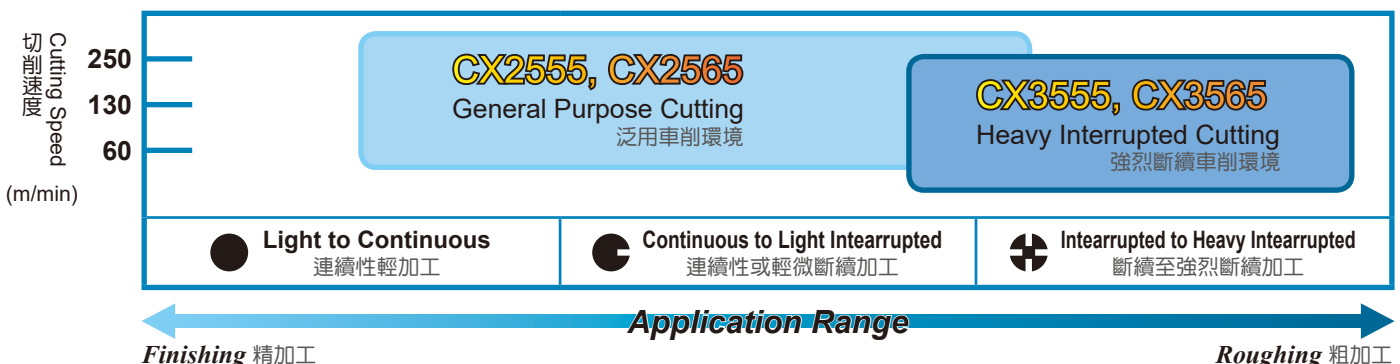 切削速度
Cutting Speed
(m/min)
250
130
60
CX2555, CX2565
General Purpose Cutting
泛用車削環境
CX3555, CX3565
Heavy Interrupted Cutting
強烈斷續車削環境
Light to Continuous
連續性輕加工
Continuous to Light Intearrupted
連續性或輕微斷續加工
Intearrupted to Heavy Intearrupted
斷續至強烈斷續加工
Application Range
Finishing 精加工
Roughing 粗加工